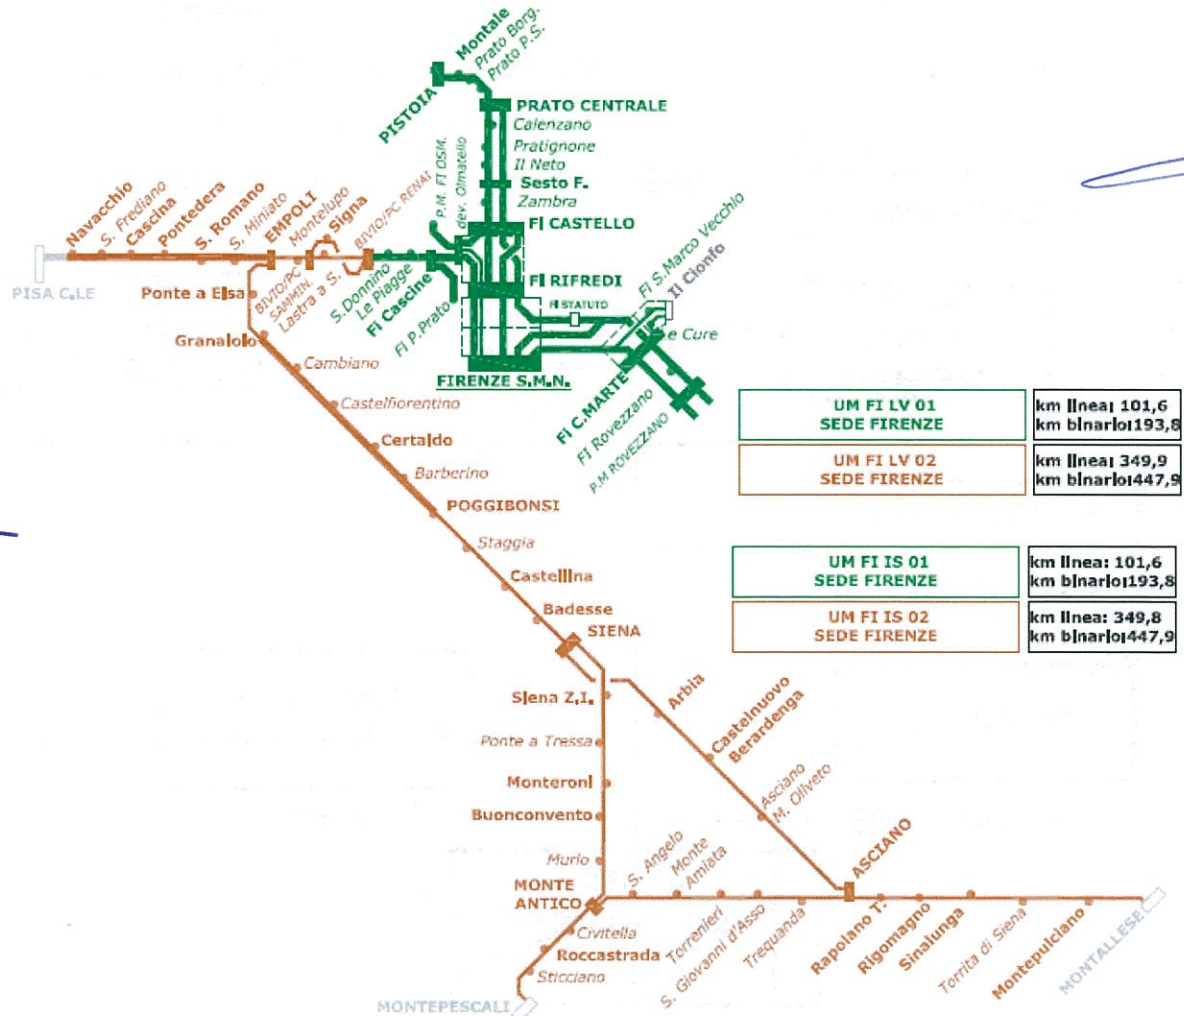 Montale
Prato Borg.
Prato P.S.
PISTOIA
PRATO CENTRALE
Calenzano
Pratignone
Il Neto
Sesto F.
Zambra
P.M. FI OSM.
dev. Olmatello
FI CASTELLO
FI RIFREDI
FI STATUTO
FI S.Marco Vecchio
Il Cionfo
Le Cure
Navacchio
S. Frediano
Cascina
Pontedera
S. Romano
S. Miniato
EMPOLI
Montelupo
Signa
BIVIO/PC RENAI
PISA C.LE
Ponte a Elsa
BIVIO/PC
SAMMIN.
Lastra a S.
S.Donnino
Le Piagge
FI Cascine
FI P.Prato
FIRENZE S.M.N.
FI C.MARTE
FI Rovezzano
P.M ROVEZZANO
Granaiolo
Cambiano
Castelfiorentino
Certaldo
Barberino
POGGIBONSI
Staggia
Castellina
Badesse
SIENA
UM FI LV 01
SEDE FIRENZE
km linea: 101,6
km binario:193,8
UM FI LV 02
SEDE FIRENZE
km linea: 349,9
km binario:447,9
UM FI IS 01
SEDE FIRENZE
km linea: 101,6
km binario:193,8
UM FI IS 02
SEDE FIRENZE
km linea: 349,8
km binario:447,9
Siena Z.I.
Ponte a Tressa
Monteroni
Buonconvento
Murlo
MONTE
ANTICO
Arbia
Castelnuovo
Berardenga
Asciano
M. Oliveto
ASCIANO
S. Angelo
Monte
Amiata
Torrenieri
S. Giovanni d'Asso
Trequanda
Rapolano T.
Rigomagno
Sinalunga
Torrita di Siena
Montepulciano
MONTALLESE
Civitella
Roccastrada
Sticciano
MONTEPESCALI